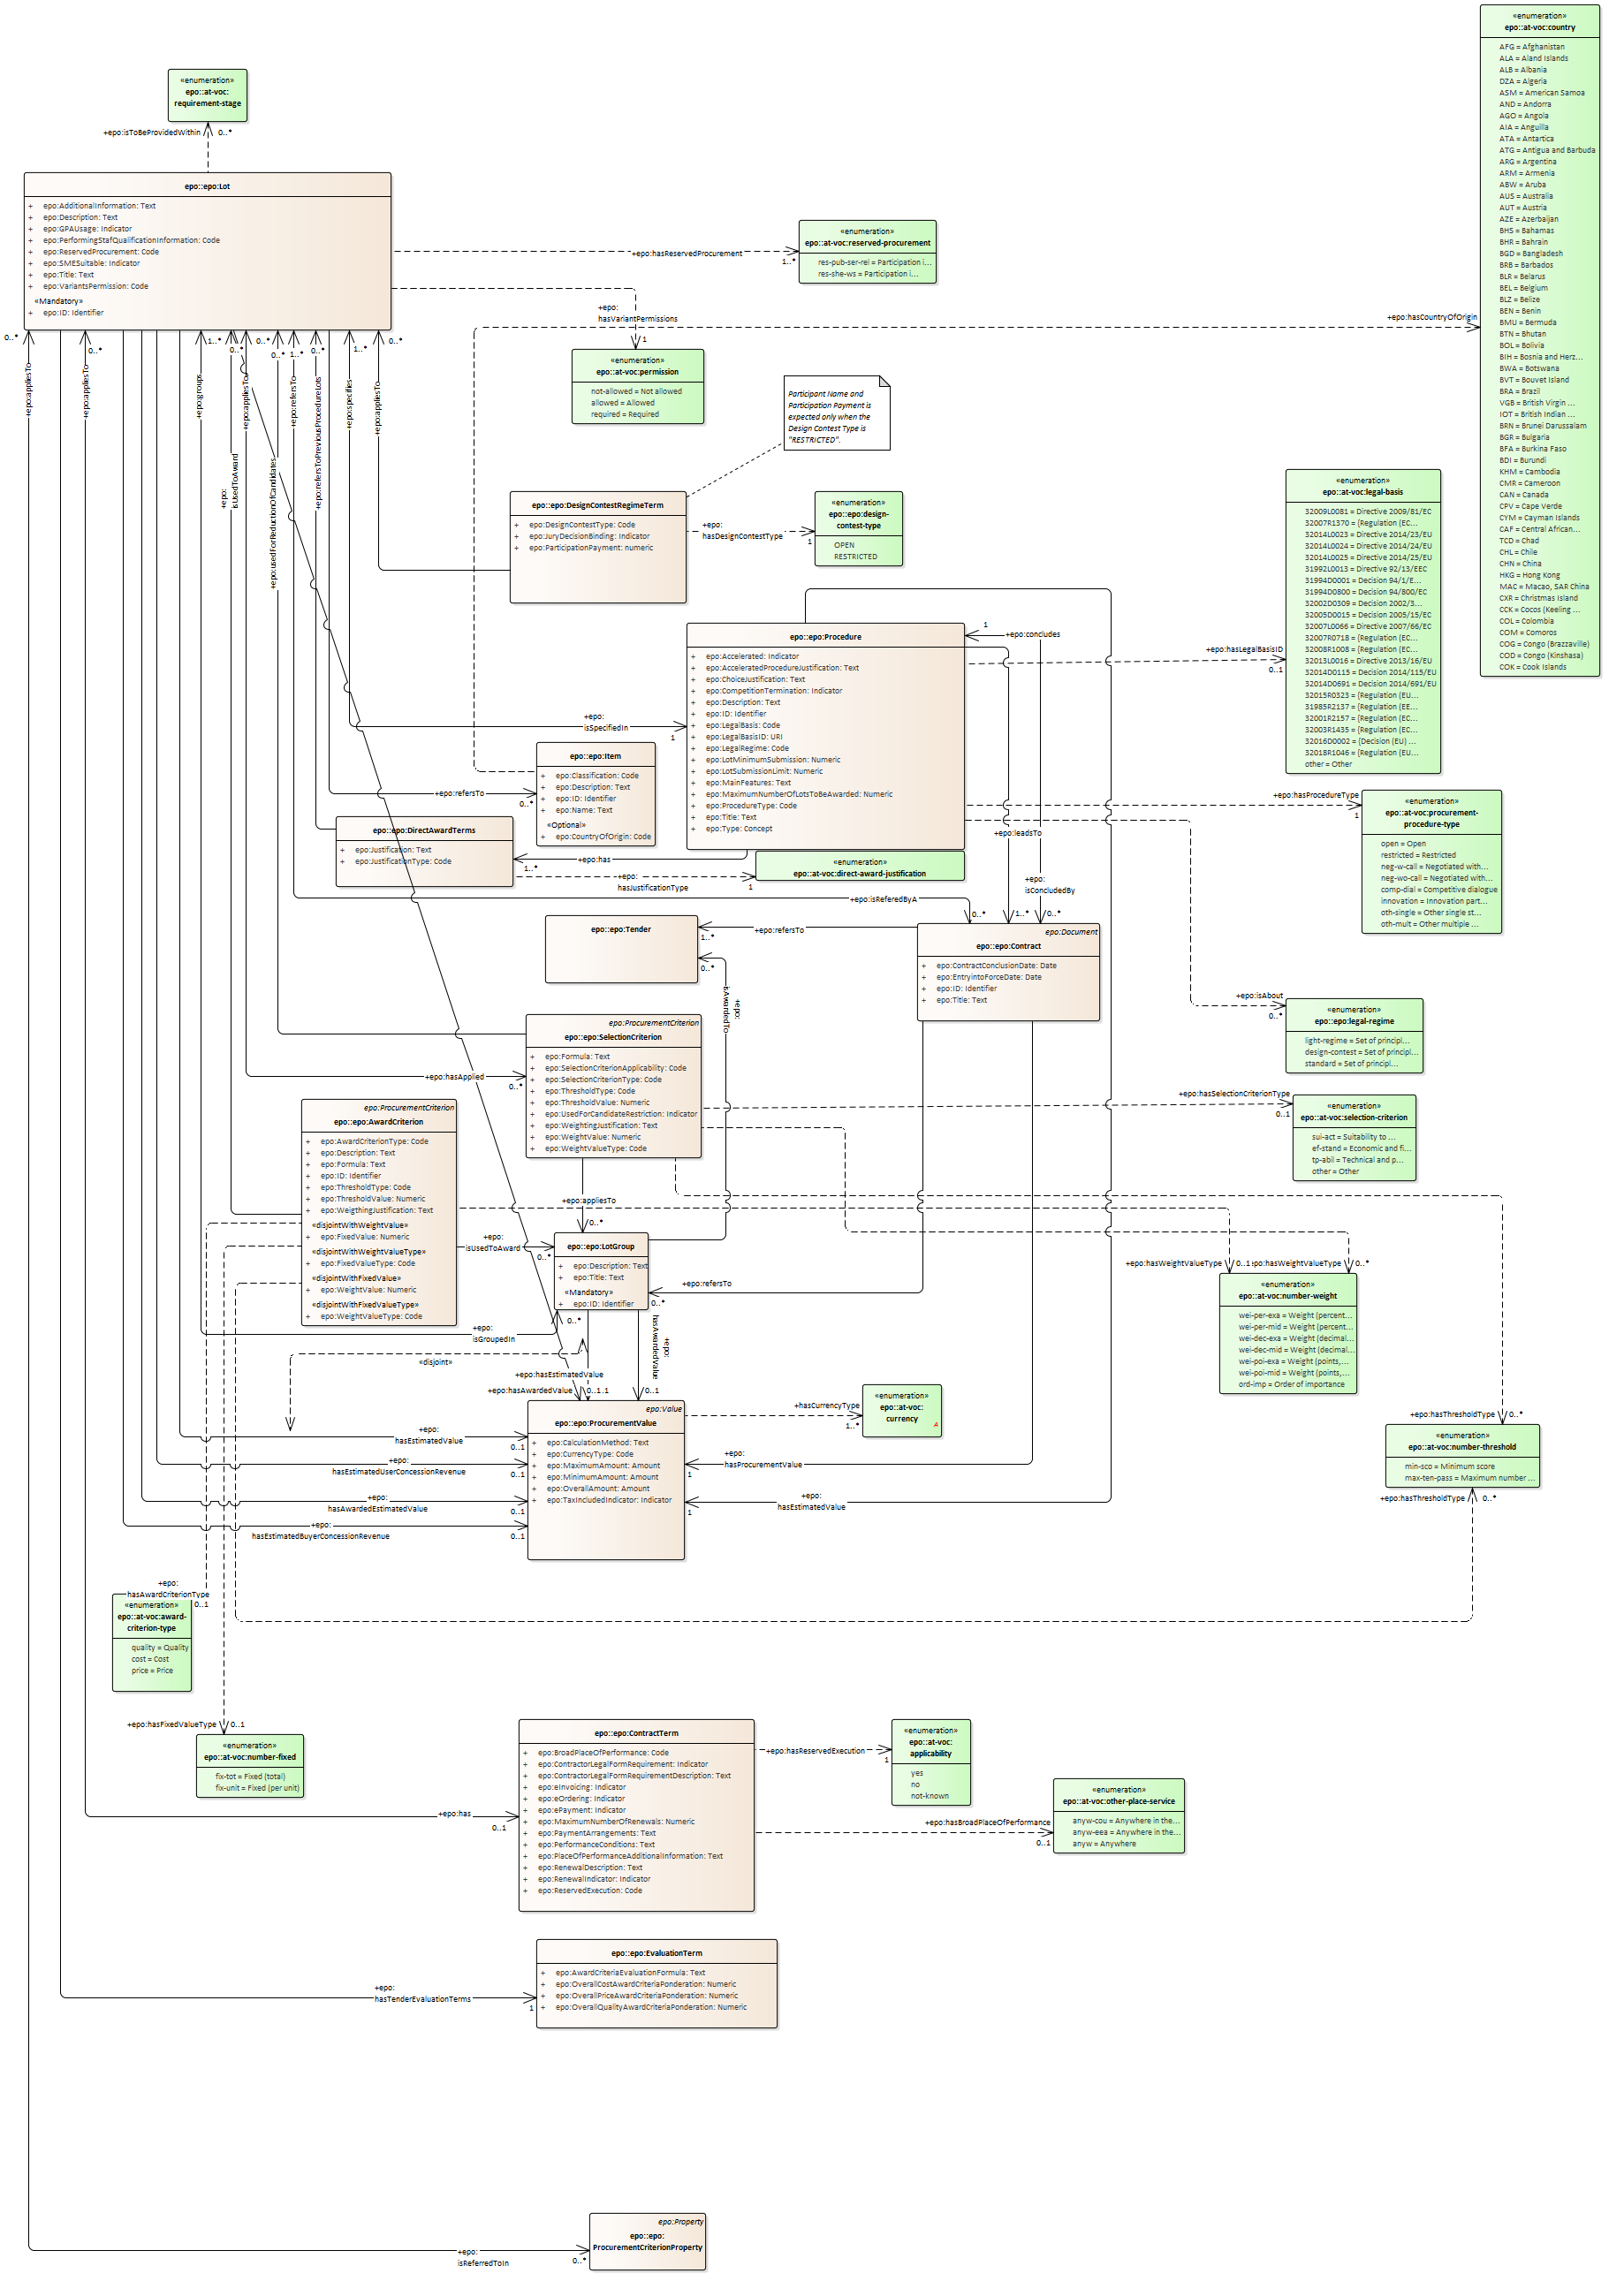 «enumeration»
epo::at-voc:country
AFG = Afghanistan
ALA = Aland Islands
ALB = Albania
DZA = Algeria
ASM = American Samoa
AND = Andorra
AGO = Angola
AIA = Anguilla
ATA = Antartica
ATG = Antigua and Barbuda
ARG = Argentina
ARM = Armenia
ABW = Aruba
AUS = Australia
AUT = Austria
AZE = Azerbaijan
BHS = Bahamas
BHR = Bahrain
BGD = Bangladesh
BRB = Barbados
BLR = Belarus
BEL = Belgium
BLZ = Belize
BEN = Benin
BMU = Bermuda
BTN = Bhutan
BOL = Bolivia
BIH = Bosnia and Herz...
BWA = Botswana
BVT = Bouvet Island
BRA = Brazil
VGB = British Virgin ...
IOT = British Indian ...
BRN = Brunei Darussalam
BGR = Bulgaria
BFA = Burkina Faso
BDI = Burundi
KHM = Cambodia
CMR = Cameroon
CAN = Canada
CPV = Cape Verde
CYM = Cayman Islands
CAF = Central African...
TCD = Chad
CHL = Chile
CHN = China
HKG = Hong Kong
MAC = Macao, SAR China
CXR = Christmas Island
CCK = Cocos (Keeling ...
COL = Colombia
COM = Comoros
COG = Congo (Brazzaville)
COD = Congo (Kinshasa)
COK = Cook Islands
«enumeration»
epo::at-voc:
requirement-stage
+epo:isToBeProvidedWithin 0..*
epo::epo:Lot
+ epo:AdditionalInformation: Text
+ epo:Description: Text
+ epo:GPAUsage: Indicator
+ epo:PerformingStafQualificationInformation: Code
+ epo:ReservedProcurement: Code
+ epo:SMESuitable: Indicator
+ epo:Title: Text
+ epo:VariantsPermission: Code
«Mandatory»
+ epo:ID: Identifier
+epo:hasReservedProcurement
1..*
«enumeration»
epo::at-voc:reserved-procurement
res-pub-ser-rel = Participation i...
res-she-ws = Participation i...
+epo:
hasVariantPermissions
1
+epo:hasCountryOfOrigin
«enumeration»
epo::at-voc:permission
not-allowed = Not allowed
allowed = Allowed
required = Required
0..*
0..*
1..*
0..*
0..*
0..*
1..*
0..*
1..*
0..*
+epo:appliesTo
+epo:appliesTo
+epo:groups
+epo:
isUsedToAward
+epo:appliesTo
+epo:usedForReductionOfCandidates
+epo:refersTo
+epo:refersToPreviousProcedureLots
+epo:specifies
+epo:appliesTo
Participant Name and
Participation Payment is
expected only when the
Design Contest Type is
"RESTRICTED".
epo::epo:DesignContestRegimeTerm
+ epo:DesignContestType: Code
+ epo:JuryDecisionBinding: Indicator
+ epo:ParticipationPayment: numeric
+epo:
hasDesignContestType
1
«enumeration»
epo::epo:design-
contest-type
OPEN
RESTRICTED
«enumeration»
epo::at-voc:legal-basis
32009L0081 = Directive 2009/81/EC
32007R1370 = (Regulation (EC...
32014L0023 = Directive 2014/23/EU
32014L0024 = Directive 2014/24/EU
32014L0025 = Directive 2014/25/EU
31992L0013 = Directive 92/13/EEC
31994D0001 = Decision 94/1/E...
31994D0800 = Decision 94/800/EC
32002D0309 = Decision 2002/3...
32005D0015 = Decision 2005/15/EC
32007L0066 = Directive 2007/66/EC
32007R0718 = (Regulation (EC...
32008R1008 = (Regulation (EC...
32013L0016 = Directive 2013/16/EU
32014D0115 = Decision 2014/115/EU
32014D0691 = Decision 2014/691/EU
32015R0323 = (Regulation (EU...
31985R2137 = (Regulation (EE...
32001R2157 = (Regulation (EC...
32003R1435 = (Regulation (EC...
32016D0002 = (Decision (EU) ...
32018R1046 = (Regulation (EU...
other = Other
epo::epo:Procedure
+ epo:Accelerated: Indicator
+ epo:AcceleratedProcedureJustification: Text
+ epo:ChoiceJustification: Text
+ epo:CompetitionTermination: Indicator
+ epo:Description: Text
+ epo:ID: Identifier
+ epo:LegalBasis: Code
+ epo:LegalBasisID: URI
+ epo:LegalRegime: Code
+ epo:LotMinimumSubmission: Numeric
+ epo:LotSubmissionLimit: Numeric
+ epo:MainFeatures: Text
+ epo:MaximumNumberOfLotsToBeAwarded: Numeric
+ epo:ProcedureType: Code
+ epo:Title: Text
+ epo:Type: Concept
1
+epo:concludes
+epo:hasLegalBasisID
0..1
+epo:
isSpecifiedIn
1
epo::epo:Item
+ epo:Classification: Code
+ epo:Description: Text
+ epo:ID: Identifier
+ epo:Name: Text
«Optional»
+ epo:CountryOfOrigin: Code
+epo:refersTo
0..*
+epo:hasProcedureType
1
«enumeration»
epo::at-voc:procurement-
procedure-type
open = Open
restricted = Restricted
neg-w-call = Negotiated with...
neg-wo-call = Negotiated with...
comp-dial = Competitive dialogue
innovation = Innovation part...
oth-single = Other single st...
oth-mult = Other multiple ...
epo::epo:DirectAwardTerms
+ epo:Justification: Text
+ epo:JustificationType: Code
+epo:has
1..*
+epo:
hasJustificationType
1
«enumeration»
epo::at-voc:direct-award-justification
+epo:leadsTo
+epo:
isConcludedBy
+epo:isReferedByA
0..*
1..*
0..*
epo::epo:Tender
+epo:refersTo
1..*
0..*
+epo:
isAwardedTo
epo:Document
epo::epo:Contract
+ epo:ContractConclusionDate: Date
+ epo:EntryintoForceDate: Date
+ epo:ID: Identifier
+ epo:Title: Text
+epo:isAbout
0..*
«enumeration»
epo::epo:legal-regime
light-regime = Set of principl...
design-contest = Set of principl...
standard = Set of principl...
epo:ProcurementCriterion
epo::epo:SelectionCriterion
+ epo:Formula: Text
+ epo:SelectionCriterionApplicability: Code
+ epo:SelectionCriterionType: Code
+ epo:ThresholdType: Code
+ epo:ThresholdValue: Numeric
+ epo:UsedForCandidateRestriction: Indicator
+ epo:WeightingJustification: Text
+ epo:WeightValue: Numeric
+ epo:WeightValueType: Code
+epo:hasApplied
0..*
+epo:hasSelectionCriterionType
0..1
«enumeration»
epo::at-voc:selection-criterion
sui-act = Suitability to ...
ef-stand = Economic and fi...
tp-abil = Technical and p...
other = Other
epo:ProcurementCriterion
epo::epo:AwardCriterion
+ epo:AwardCriterionType: Code
+ epo:Description: Text
+ epo:Formula: Text
+ epo:ID: Identifier
+ epo:ThresholdType: Code
+ epo:ThresholdValue: Numeric
+ epo:WeigthingJustification: Text
«disjointWithWeightValue»
+ epo:FixedValue: Numeric
«disjointWithWeightValueType»
+ epo:FixedValueType: Code
«disjointWithFixedValue»
+ epo:WeightValue: Numeric
«disjointWithFixedValueType»
+ epo:WeightValueType: Code
+epo:appliesTo
0..*
+epo:
isUsedToAward
0..*
epo::epo:LotGroup
+ epo:Description: Text
+ epo:Title: Text
«Mandatory»
+ epo:ID: Identifier
+epo:refersTo
0..*
+epo:
isGroupedIn
0..*
«disjoint»
+epo:
hasAwardedValue
0..1
+epo:hasEstimatedValue
+epo:hasAwardedValue
0..1.1
+epo:hasWeightValueType 0..1
+epo:hasWeightValueType 0..*
«enumeration»
epo::at-voc:number-weight
wei-per-exa = Weight (percent...
wei-per-mid = Weight (percent...
wei-dec-exa = Weight (decimal...
wei-dec-mid = Weight (decimal...
wei-poi-exa = Weight (points,...
wei-poi-mid = Weight (points,...
ord-imp = Order of importance
epo:Value
epo::epo:ProcurementValue
+ epo:CalculationMethod: Text
+ epo:CurrencyType: Code
+ epo:MaximumAmount: Amount
+ epo:MinimumAmount: Amount
+ epo:OverallAmount: Amount
+ epo:TaxIncludedIndicator: Indicator
+hasCurrencyType
1..*
«enumeration»
epo::at-voc:
currency
A
+epo:hasThresholdType 0..*
«enumeration»
epo::at-voc:number-threshold
min-sco = Minimum score
max-ten-pass = Maximum number ...
+epo:hasThresholdType 0..*
+epo:
hasEstimatedValue
0..1
+epo:
hasEstimatedUserConcessionRevenue
0..1
+epo:
hasAwardedEstimatedValue
0..1
+epo:
hasEstimatedBuyerConcessionRevenue
0..1
+epo:
hasProcurementValue
1
+epo:
hasEstimatedValue
1
+epo:
hasAwardCriterionType
0..1
«enumeration»
epo::at-voc:award-
criterion-type
quality = Quality
cost = Cost
price = Price
+epo:hasFixedValueType 0..1
«enumeration»
epo::at-voc:number-fixed
fix-tot = Fixed (total)
fix-unit = Fixed (per unit)
epo::epo:ContractTerm
+ epo:BroadPlaceOfPerformance: Code
+ epo:ContractorLegalFormRequirement: Indicator
+ epo:ContractorLegalFormRequirementDescription: Text
+ epo:eInvoicing: Indicator
+ epo:eOrdering: Indicator
+ epo:ePayment: Indicator
+ epo:MaximumNumberOfRenewals: Numeric
+ epo:PaymentArrangements: Text
+ epo:PerformanceConditions: Text
+ epo:PlaceOfPerformanceAdditionalInformation: Text
+ epo:RenewalDescription: Text
+ epo:RenewalIndicator: Indicator
+ epo:ReservedExecution: Code
+epo:has
0..1
+epo:hasReservedExecution
1
«enumeration»
epo::at-voc:
applicability
yes
no
not-known
+epo:hasBroadPlaceOfPerformance
0..1
«enumeration»
epo::at-voc:other-place-service
anyw-cou = Anywhere in the...
anyw-eea = Anywhere in the...
anyw = Anywhere
epo::epo:EvaluationTerm
+ epo:AwardCriteriaEvaluationFormula: Text
+ epo:OverallCostAwardCriteriaPonderation: Numeric
+ epo:OverallPriceAwardCriteriaPonderation: Numeric
+ epo:OverallQualityAwardCriteriaPonderation: Numeric
+epo:
hasTenderEvaluationTerms
1
epo:Property
epo::epo:
ProcurementCriterionProperty
+epo:
isReferredToIn
0..*